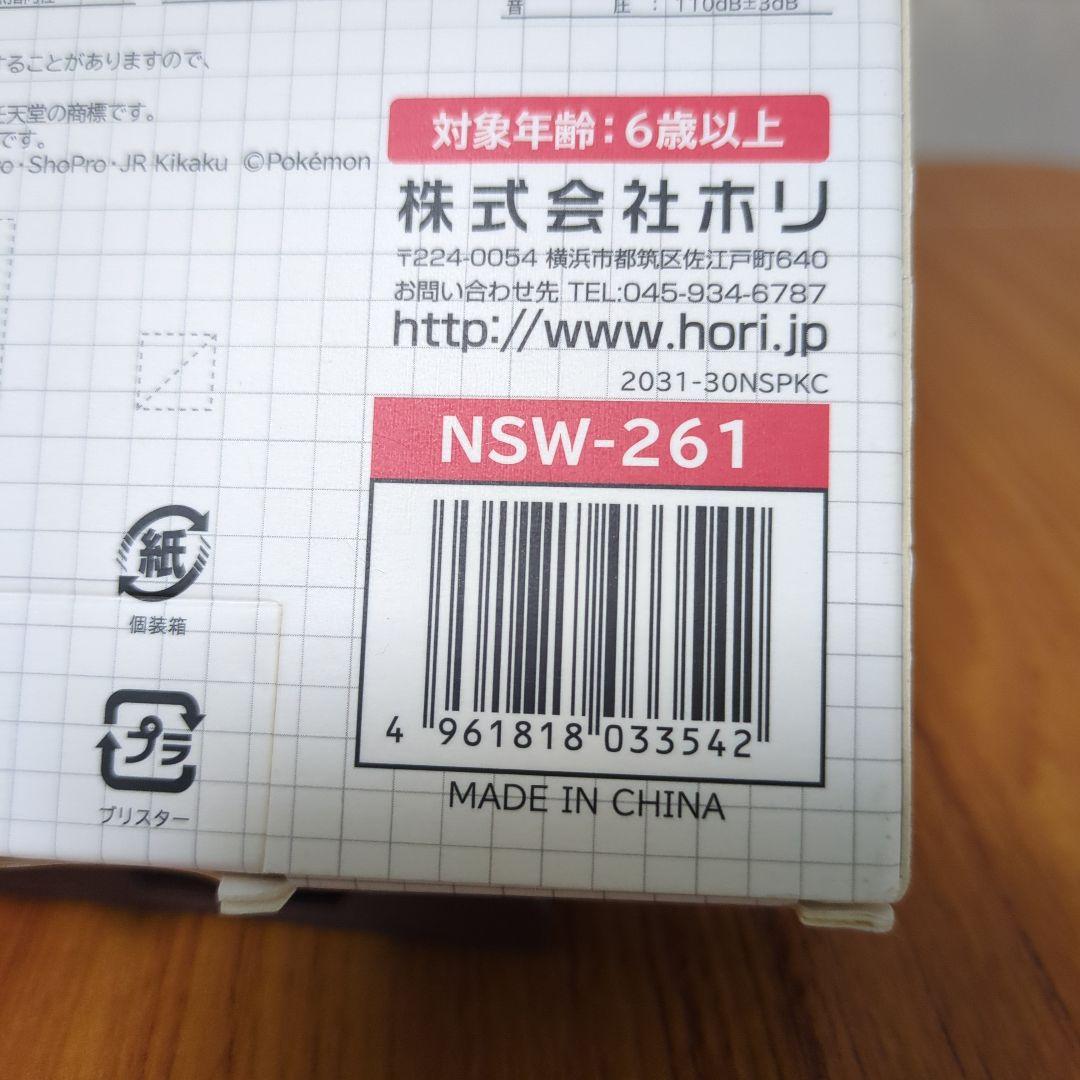 音 圧 : 110dB±3dB
することがありますので、
任天堂の商標です。
です。
ro・ShoPro・JR Kikaku ©Pokémon
対象年齢：6歳以上
株式会社ホリ
〒224-0054 横浜市都筑区佐江戸町640
お問い合わせ先 TEL:045-934-6787
http://www.hori.jp
2031-30NSPKC
NSW-261
紙
個装箱
4 961818 033542
プラ
ブリスター
MADE IN CHINA